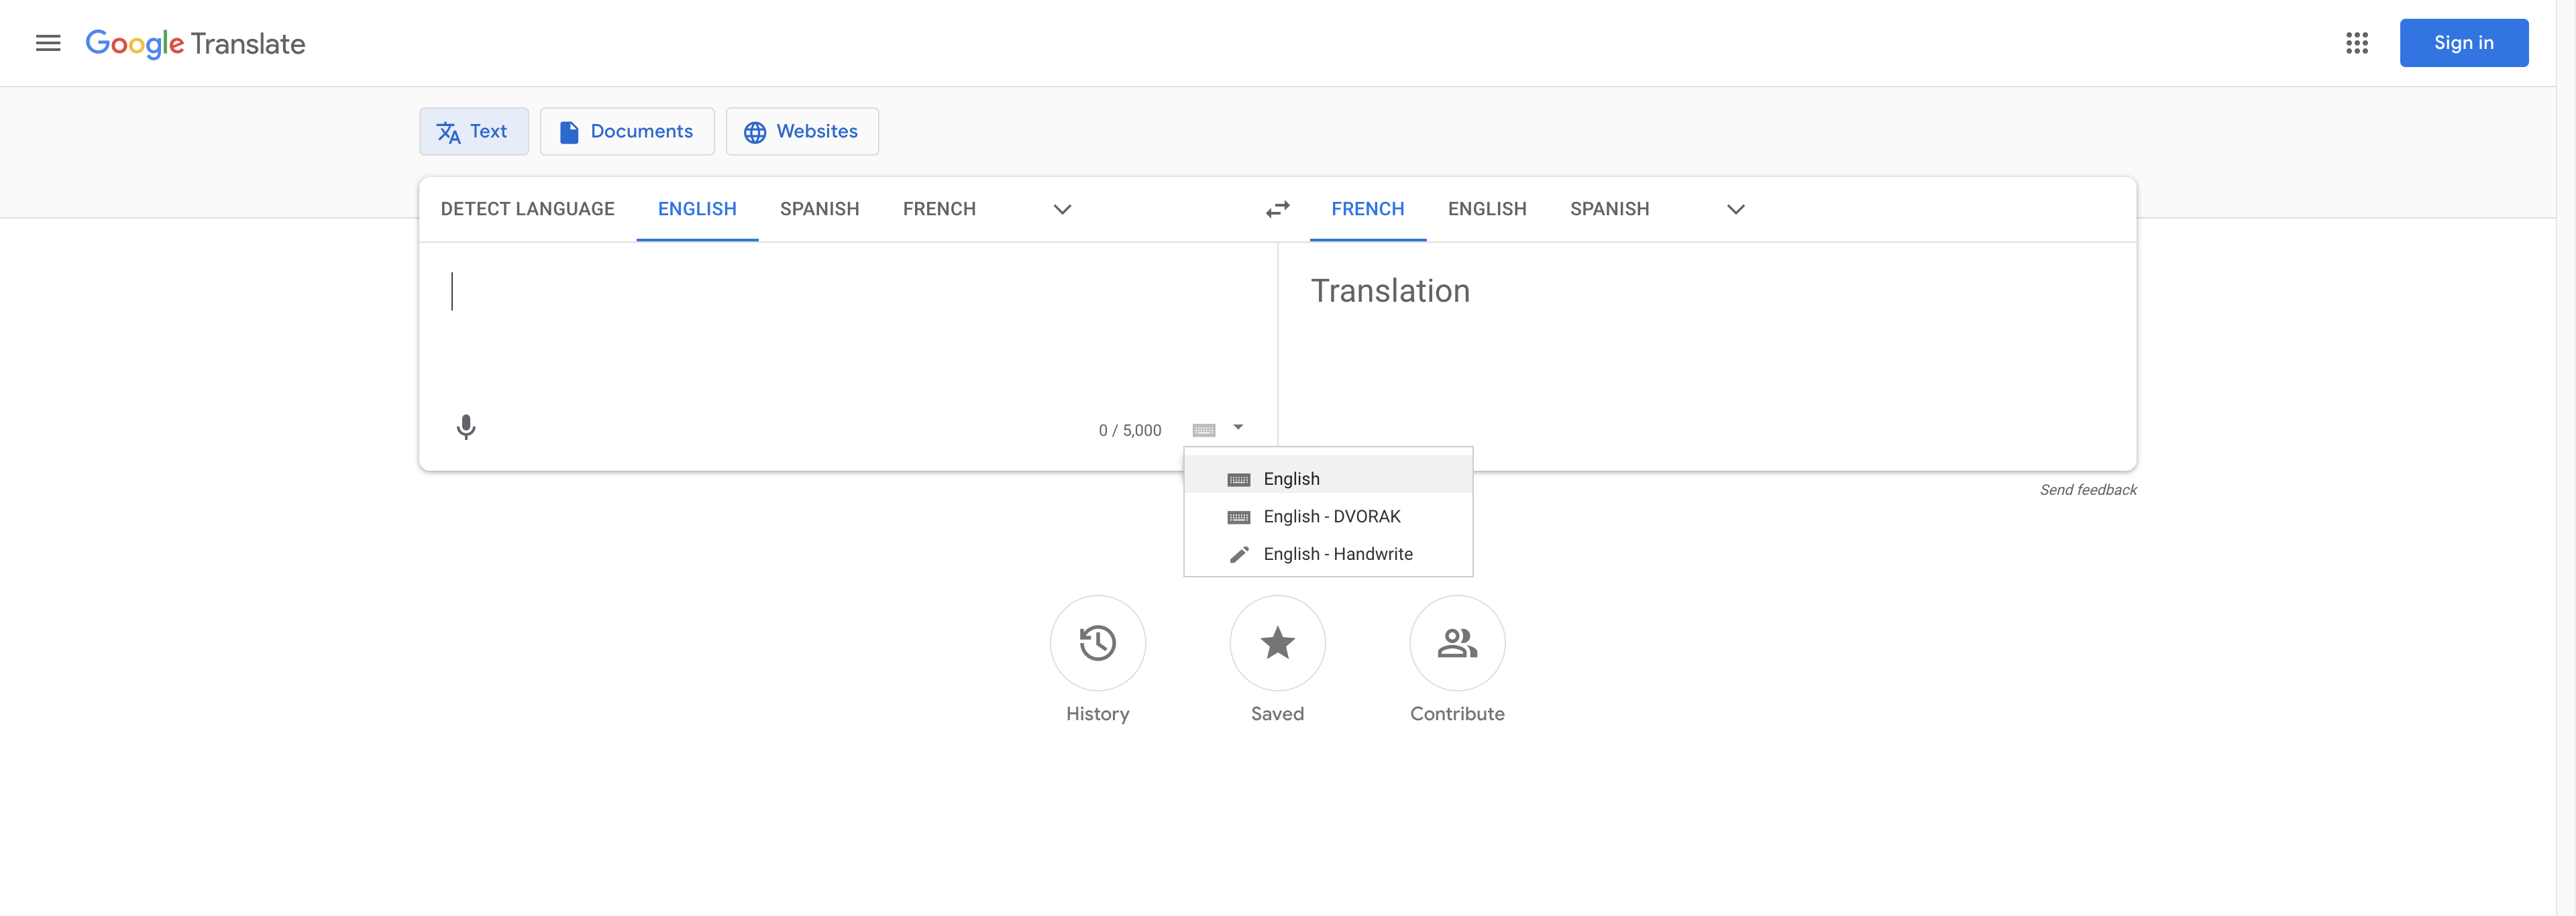 Google Translate
Sign in
Text
Documents
Websites
DETECT LANGUAGE
ENGLISH
SPANISH
FRENCH
FRENCH
ENGLISH
SPANISH
Translation
0 / 5,000
English
English - DVORAK
English - Handwrite
Send feedback
History
Saved
Contribute